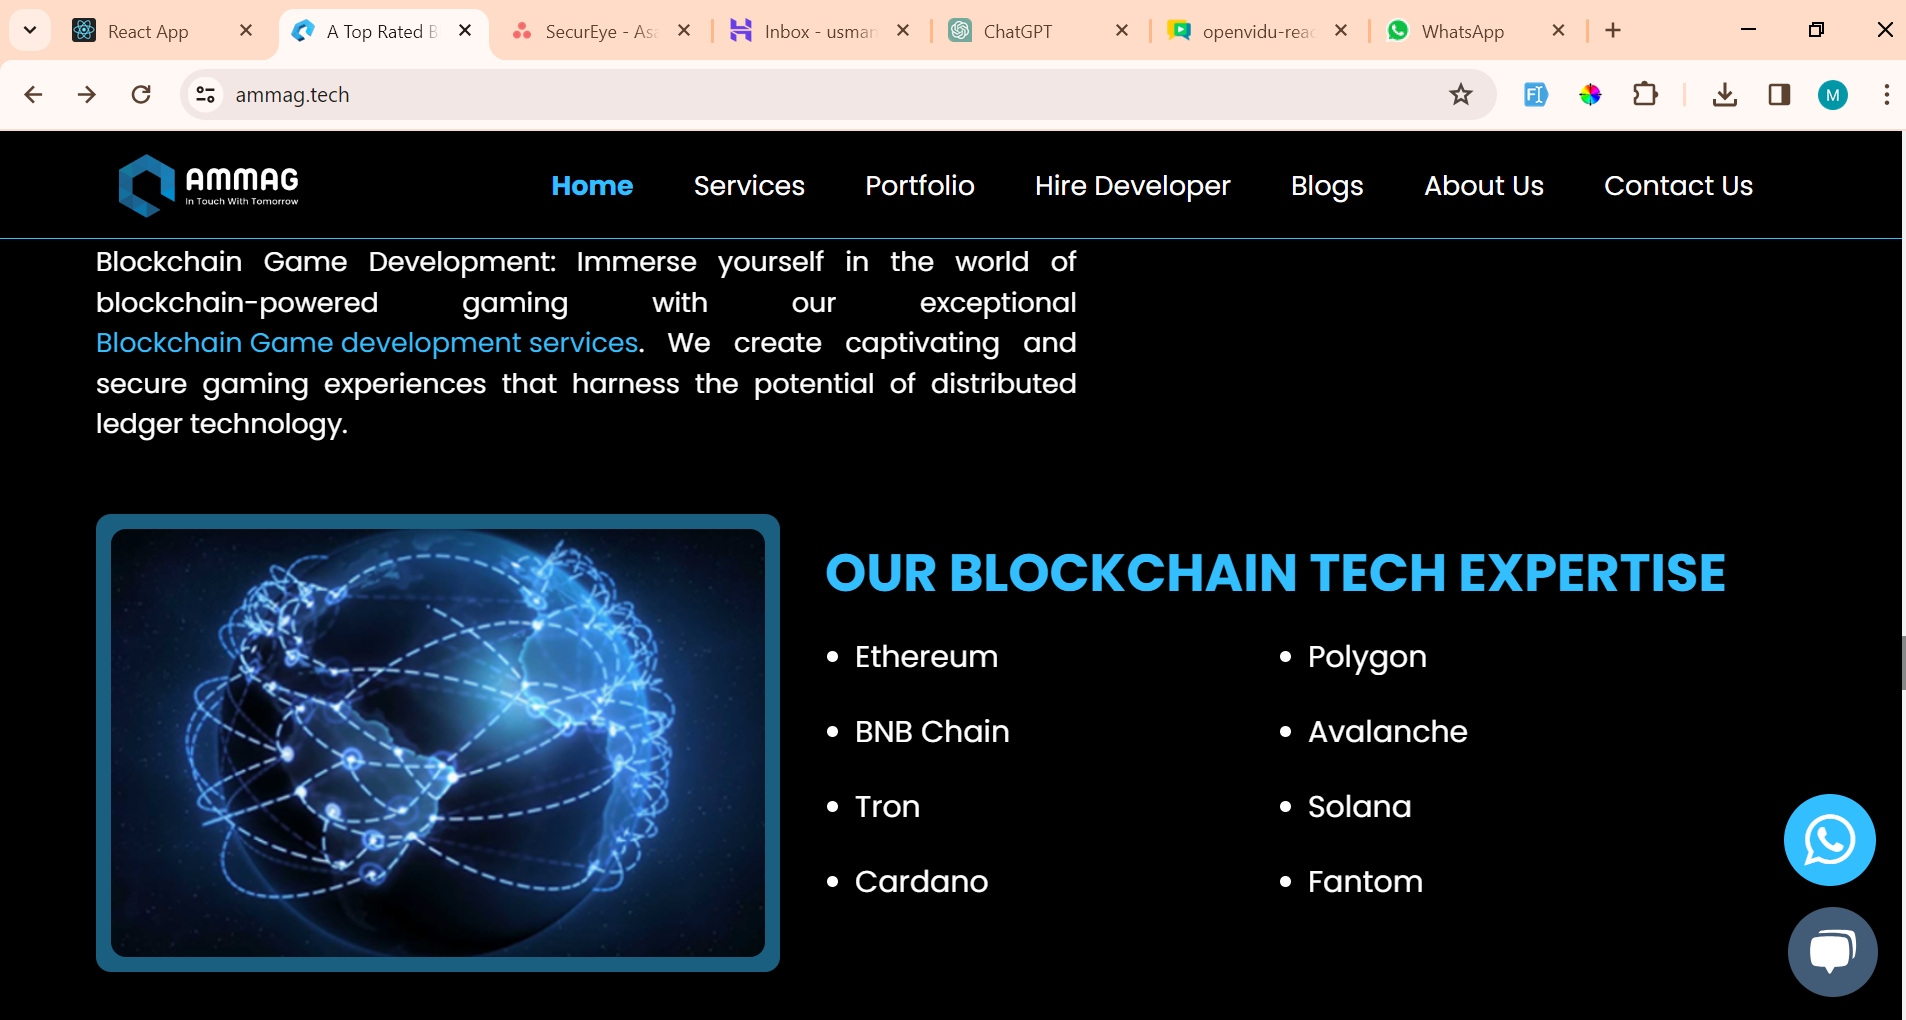 React App
A Top Rated B
SecurEye - Asa
Inbox - usman
ChatGPT
openvidu-reac
WhatsApp
ammag.tech
M
AMMAG
In Touch With Tomorrow
Home
Services
Portfolio
Hire Developer
Blogs
About Us
Contact Us
Blockchain Game Development: Immerse yourself in the world of
blockchain-powered gaming with our exceptional
Blockchain Game development services. We create captivating and
secure gaming experiences that harness the potential of distributed
ledger technology.
OUR BLOCKCHAIN TECH EXPERTISE
• Ethereum
• Polygon
• BNB Chain
• Avalanche
• Tron
• Solana
• Cardano
• Fantom